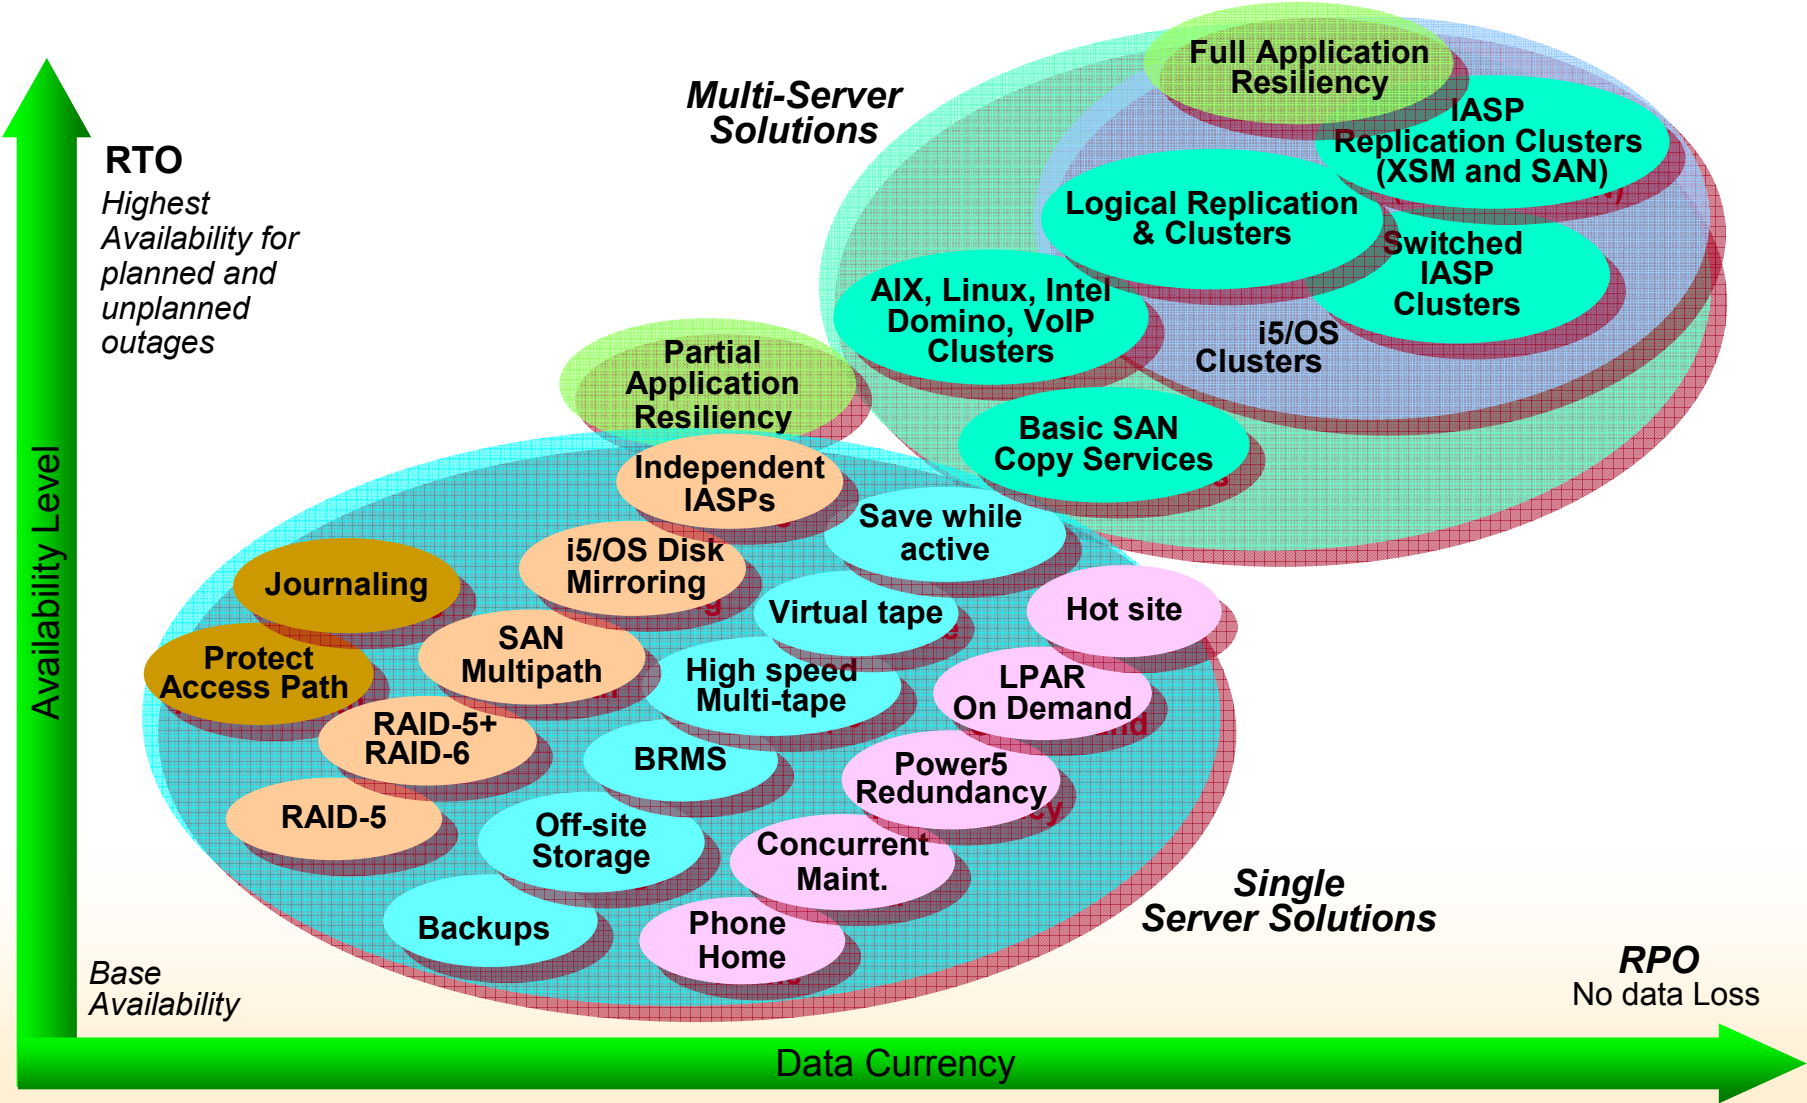 Full Application
Resiliency
Multi-Server
Solutions
IASP
Replication Clusters
(XSM and SAN)
RTO
Highest
Availability for
planned and
unplanned
outages
Logical Replication
& Clusters
Switched
IASP
Clusters
AIX, Linux, Intel
Domino, VoIP
Clusters
i5/OS
Clusters
Partial
Application
Resiliency
Basic SAN
Copy Services
Independent
IASPs
Save while
active
i5/OS Disk
Mirroring
Journaling
Virtual tape
Hot site
SAN
Multipath
Protect
Access Path
High speed
Multi-tape
LPAR
On Demand
RAID-5+
RAID-6
BRMS
Power5
Redundancy
RAID-5
Off-site
Storage
Concurrent
Maint.
Backups
Phone
Home
Single
Server Solutions
Availability Level
Base
Availability
RPO
No data Loss
Data Currency